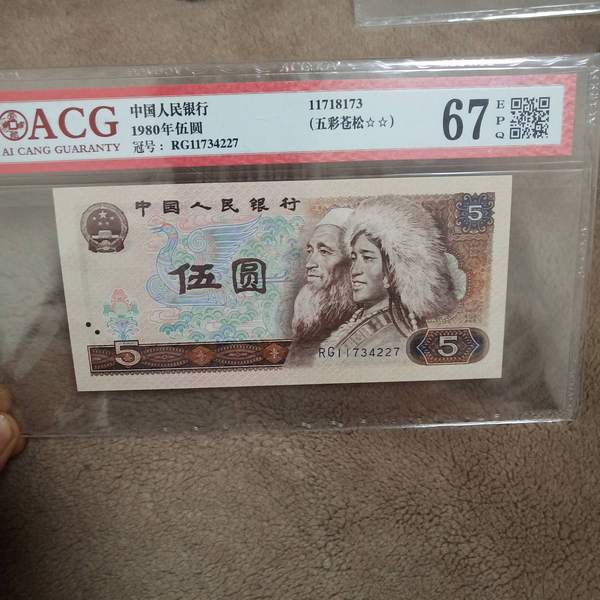 ACG
AI CANG GUARANTY
中国人民银行
1980年伍圆
冠号: RG11734227
11718173
(五彩苍松☆☆)
67
E
P
Q
中国人民银行
5
伍圆
5
RG11734227
5